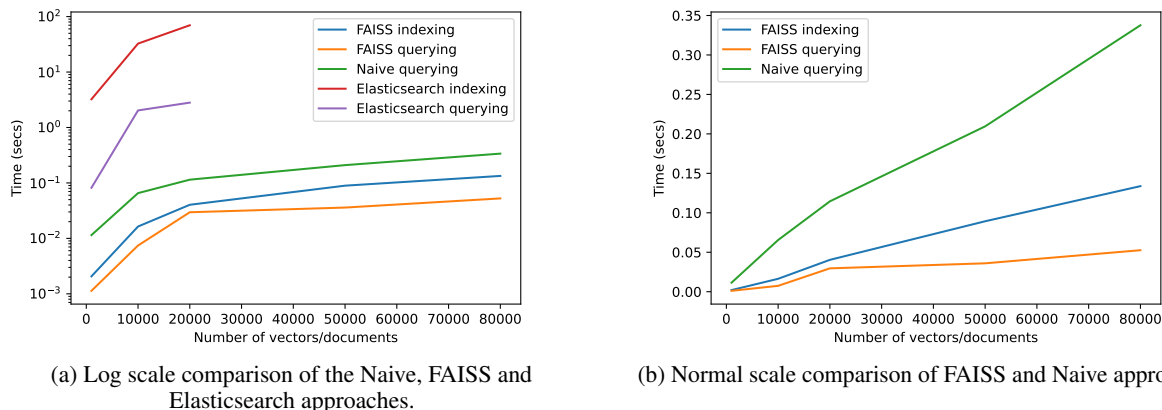 10²
10¹
10⁰
10⁻¹
10⁻²
10⁻³
Time (secs)
0 10000 20000 30000 40000 50000 60000 70000 80000
Number of vectors/documents
FAISS indexing
FAISS querying
Naive querying
Elasticsearch indexing
Elasticsearch querying
(a) Log scale comparison of the Naive, FAISS and
Elasticsearch approaches.
0.35
0.30
0.25
0.20
0.15
0.10
0.05
0.00
Time (secs)
0 10000 20000 30000 40000 50000 60000 70000 80000
Number of vectors/documents
FAISS indexing
FAISS querying
Naive querying
(b) Normal scale comparison of FAISS and Naive appro